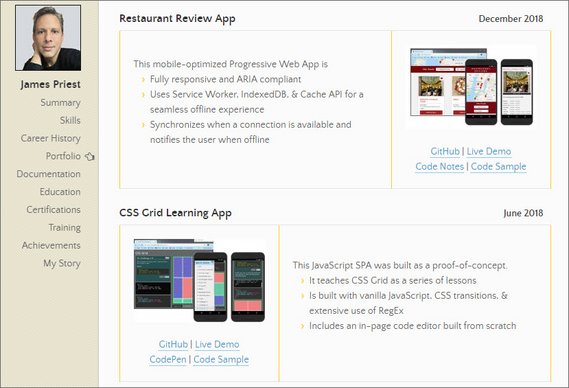 James Priest
Summary
Skills
Career History
Portfolio
Documentation
Education
Certifications
Training
Achievements
My Story
Restaurant Review App
December 2018
This mobile-optimized Progressive Web App is
Fully responsive and ARIA compliant
Uses Service Worker, IndexedDB, & Cache API for a
seamless offline experience
Synchronizes when a connection is available and
notifies the user when offline
GitHub | Live Demo
Code Notes | Code Sample
CSS Grid Learning App
June 2018
GitHub | Live Demo
CodePen | Code Sample
This JavaScript SPA was built as a proof-of-concept.
It teaches CSS Grid as a series of lessons
Is built with vanilla JavaScript, CSS transitions, &
extensive use of RegEx
Includes an in-page code editor built from scratch